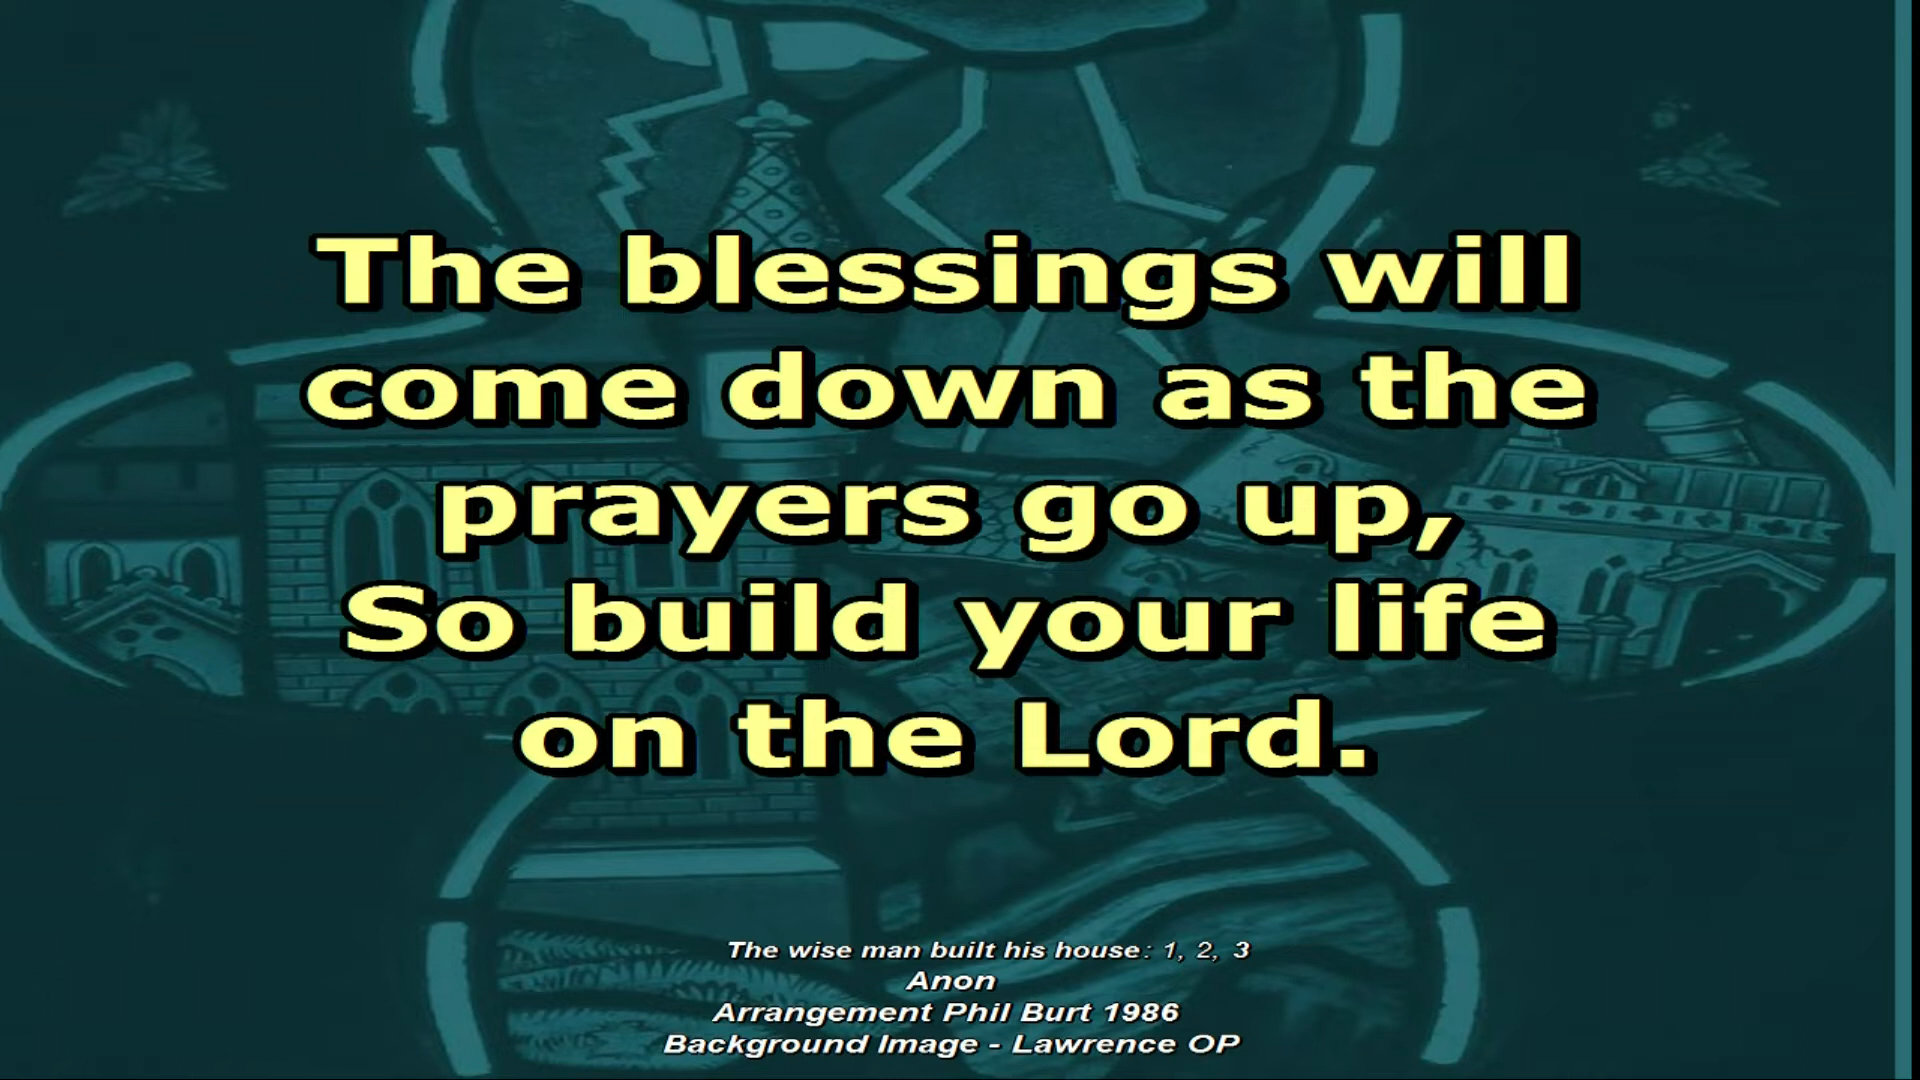 The blessings will
come down as the
prayers go up,
So build your life
on the Lord.
The wise man built his house: 1, 2, 3
Anon
Arrangement Phil Burt 1986
Background Image - Lawrence OP